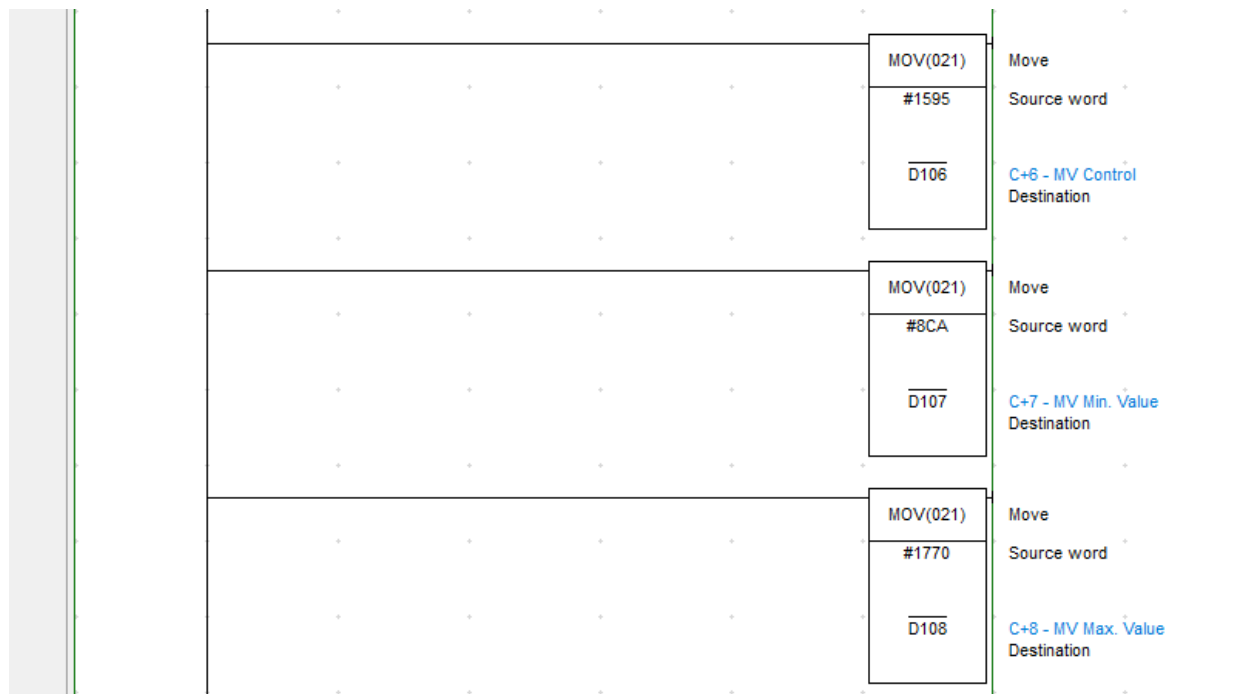 MOV(021) Move
#1595 Source word
D106 C+6 - MV Control
Destination
MOV(021) Move
#8CA Source word
D107 C+7 - MV Min. Value
Destination
MOV(021) Move
#1770 Source word
D108 C+8 - MV Max. Value
Destination